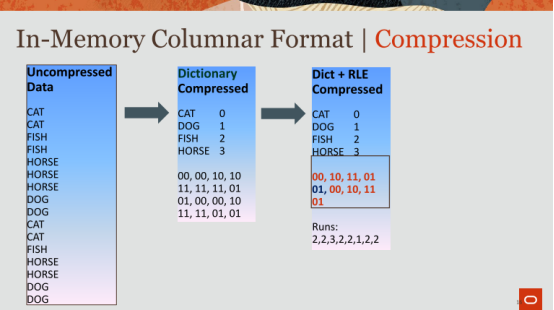 In-Memory Columnar Format | Compression
Uncompressed
Data
CAT
CAT
FISH
FISH
HORSE
HORSE
HORSE
DOG
DOG
CAT
CAT
FISH
HORSE
HORSE
DOG
DOG
Dictionary
Compressed
CAT 0
DOG 1
FISH 2
HORSE 3
00, 00, 10, 10
11, 11, 11, 01
01, 00, 00, 10
11, 11, 01, 01
Dict + RLE
Compressed
CAT 0
DOG 1
FISH 2
HORSE 3
00, 10, 11, 01
01, 00, 10, 11
01
Runs:
2,2,3,2,2,1,2,2